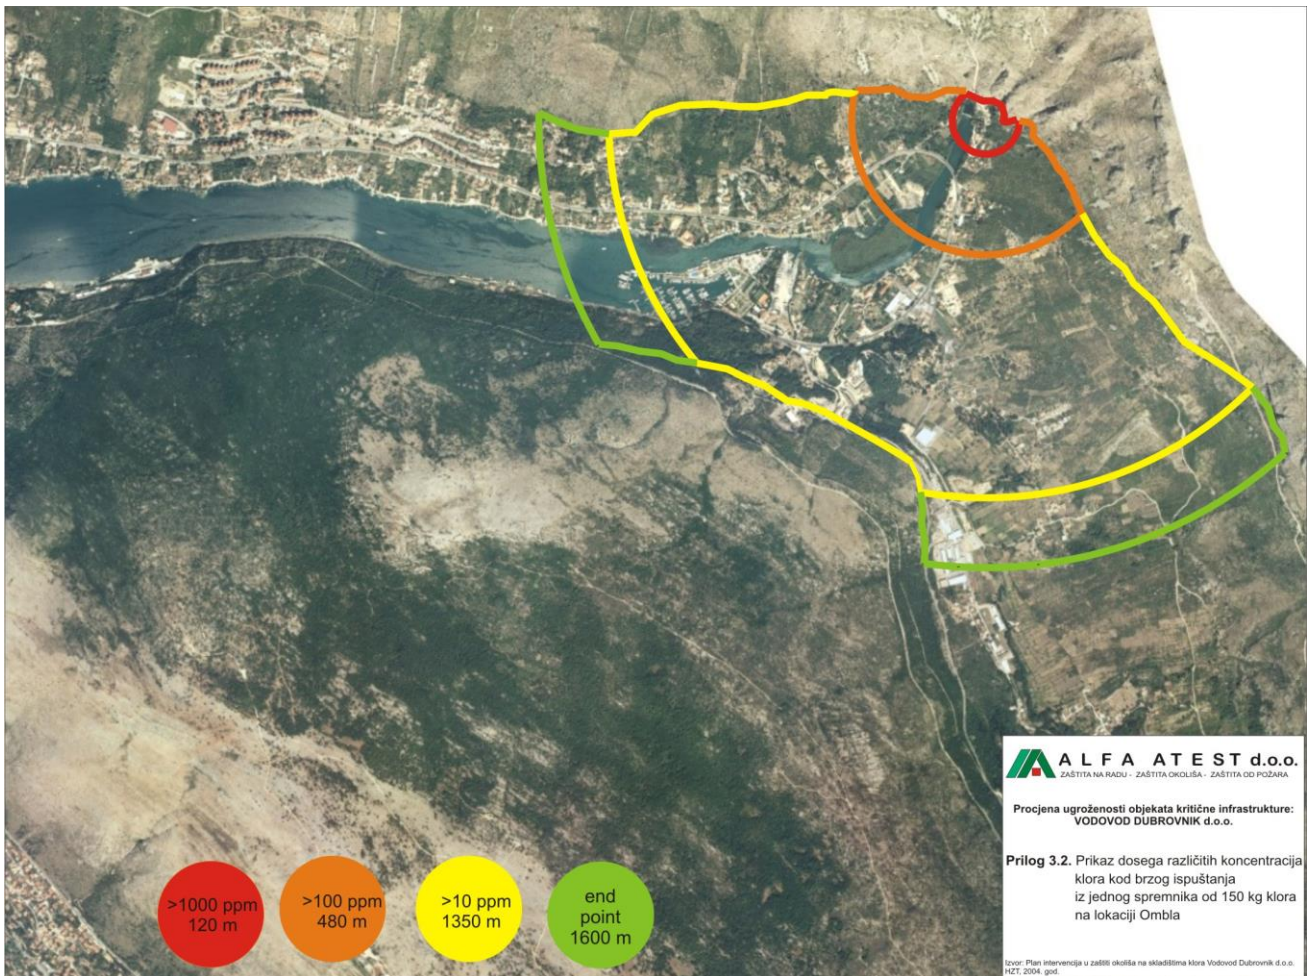 ALFA ATEST d.o.o.
ZAŠTITA NA RADU - ZAŠTITA OKOLIŠA - ZAŠTITA OD POŽARA
Procjena ugroženosti objekata kritične infrastrukture:
VODOVOD DUBROVNIK d.o.o.
Prilog 3.2. Prikaz dosega različitih koncentracija
klora kod brzog ispuštanja
iz jednog spremnika od 150 kg klora
na lokaciji Ombla
Izvor: Plan intervencija u zaštiti okoliša na skladištima klora Vodovod Dubrovnik d.o.o.
HZT, 2004. god.
>1000 ppm
120 m
>100 ppm
480 m
>10 ppm
1350 m
end
point
1600 m